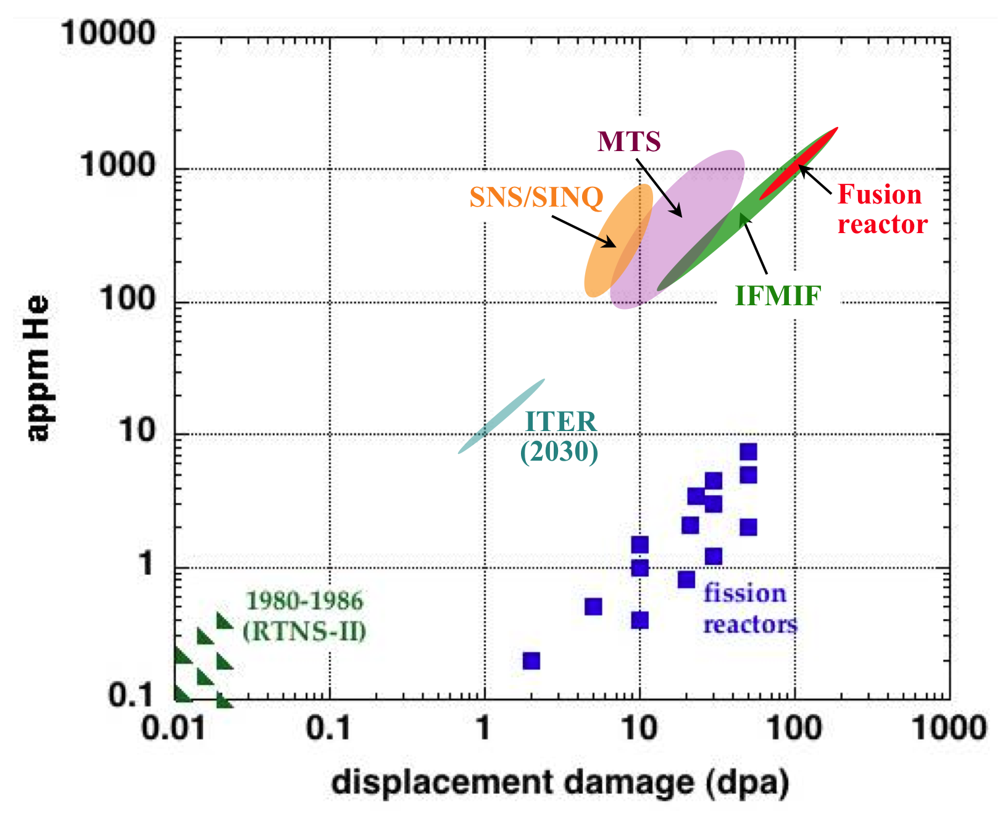 10000
1000
100
10
1
0.1
appm He
MTS
SNS/SINQ
Fusion
reactor
IFMIF
ITER
(2030)
1980-1986
(RTNS-II)
fission
reactors
0.01
0.1
1
10
100
1000
displacement damage (dpa)